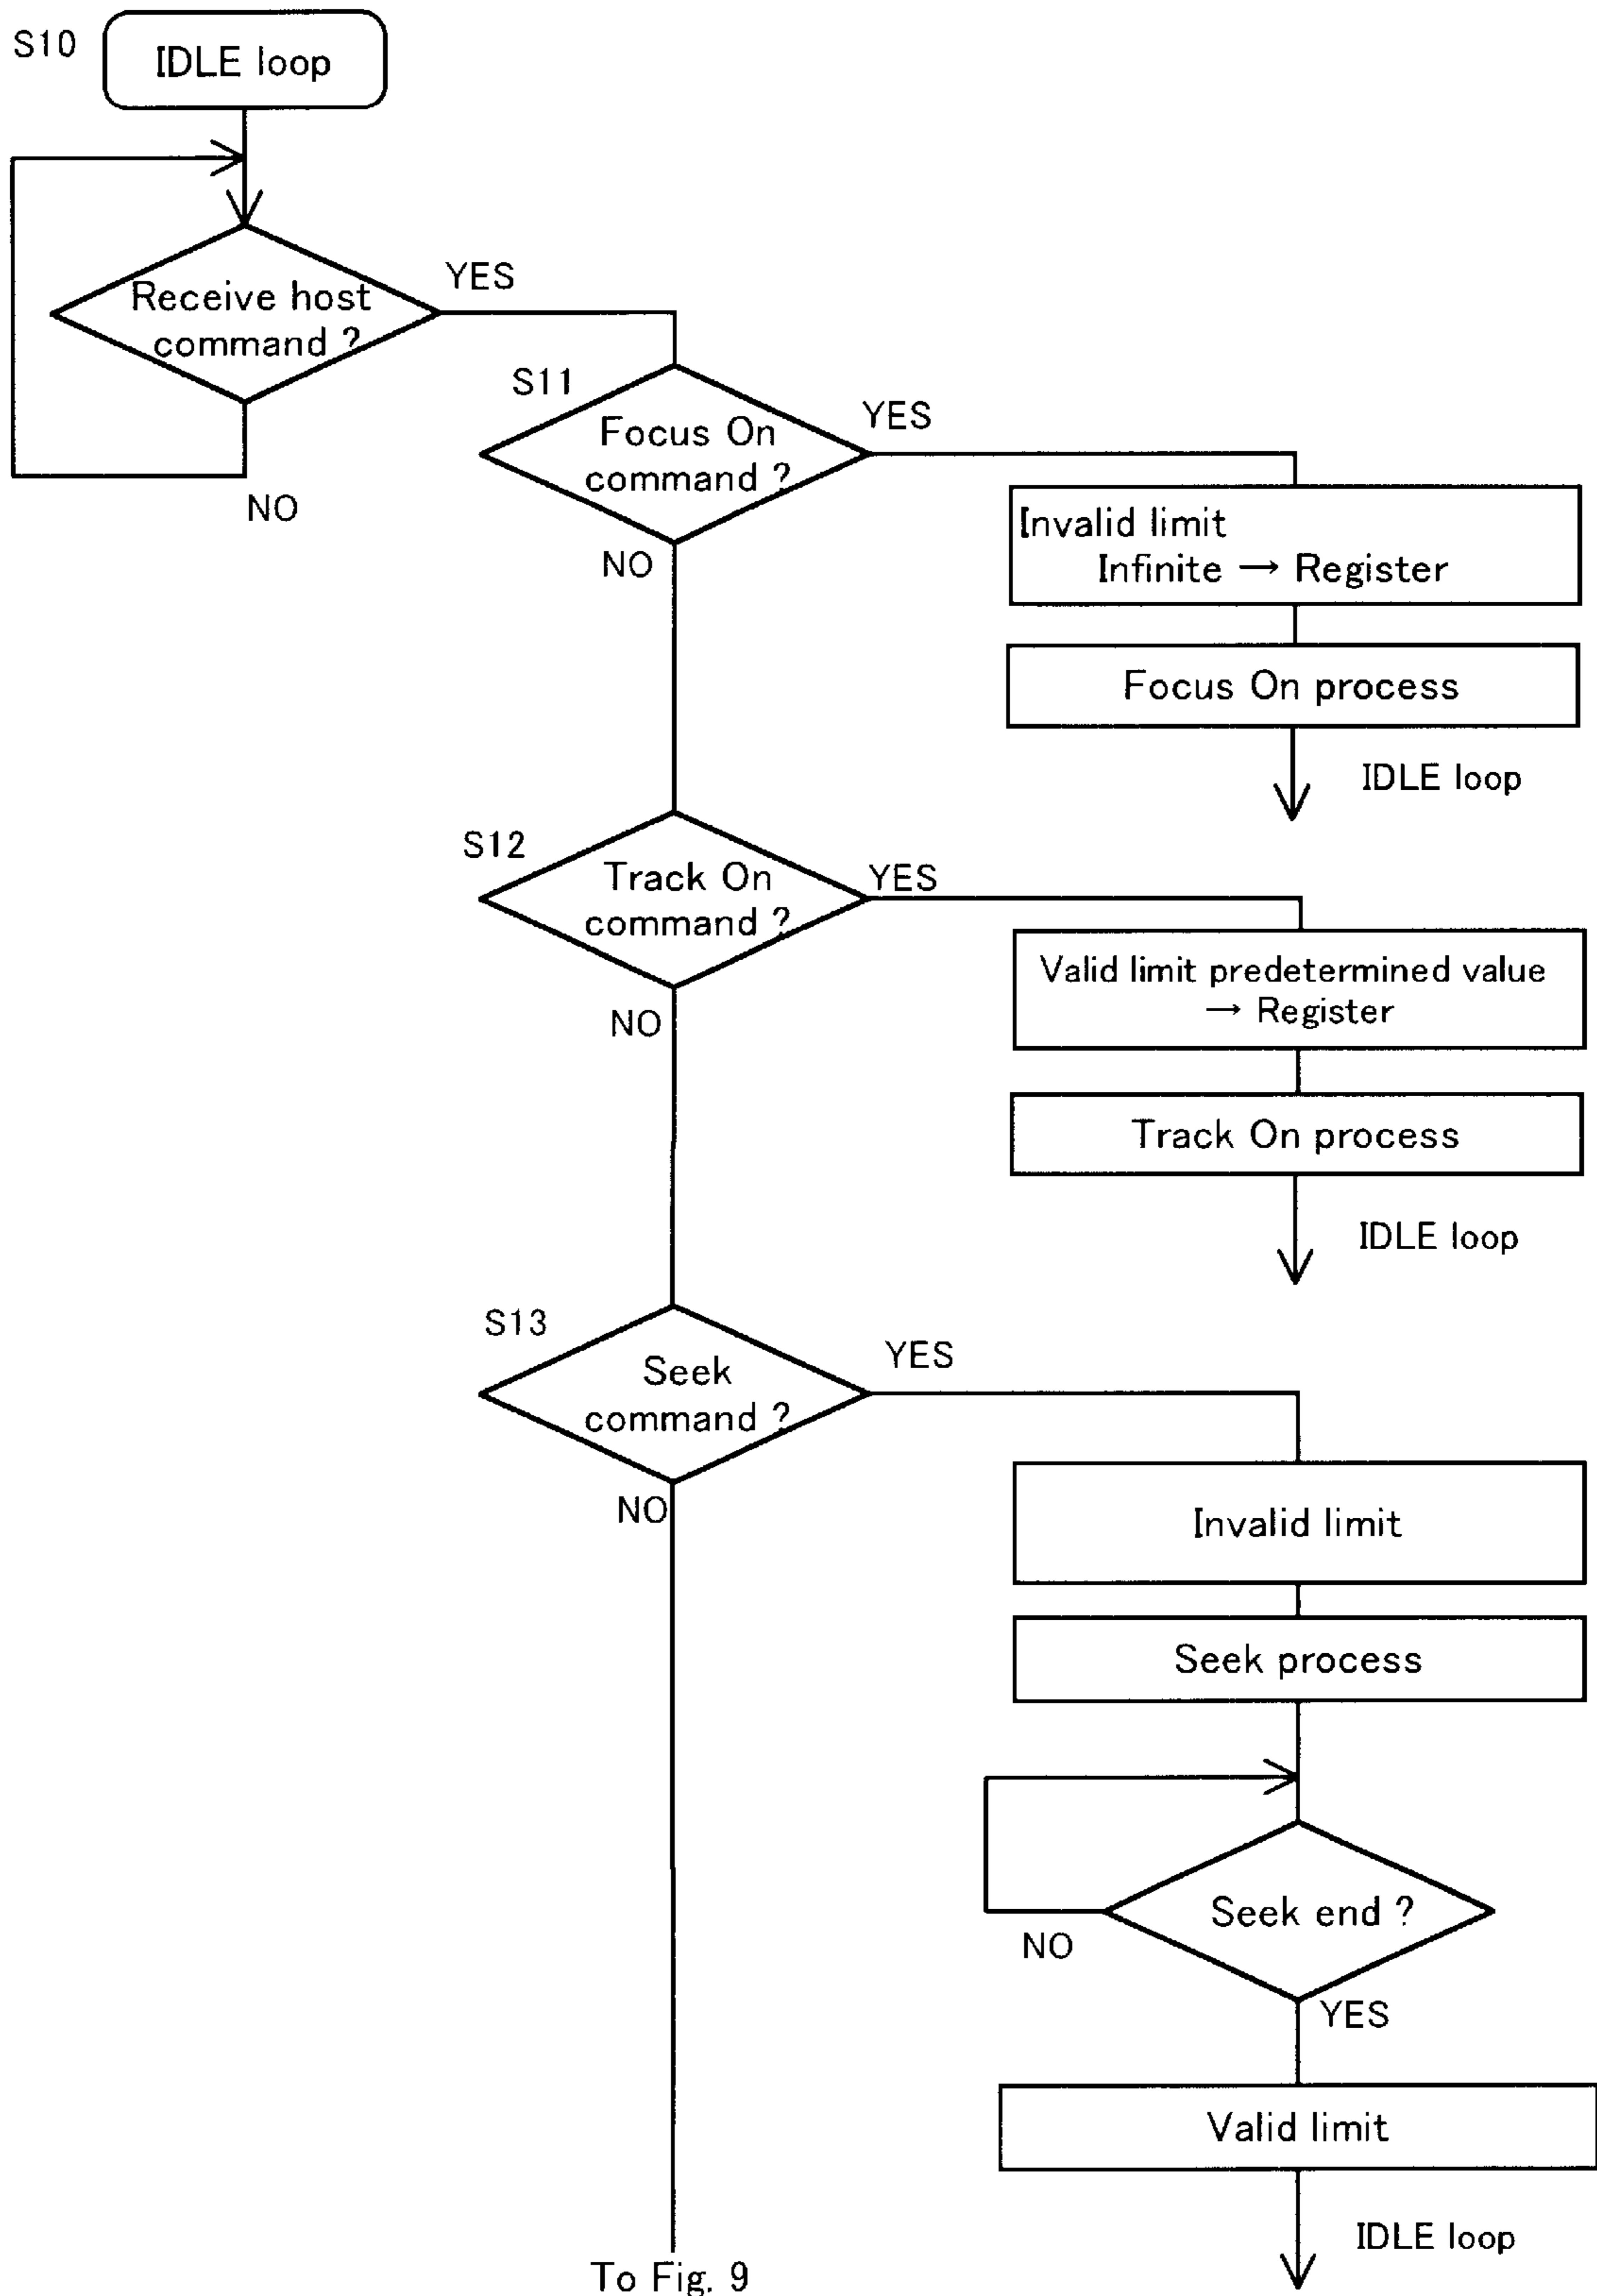 S10
IDLE loop
Receive host
command ?
YES
NO
S11
Focus On
command ?
YES
NO
Invalid limit
Infinite → Register
Focus On process
IDLE loop
S12
Track On
command ?
YES
NO
Valid limit predetermined value
→ Register
Track On process
IDLE loop
S13
Seek
command ?
YES
NO
Invalid limit
Seek process
Seek end ?
NO
YES
Valid limit
IDLE loop
To Fig. 9